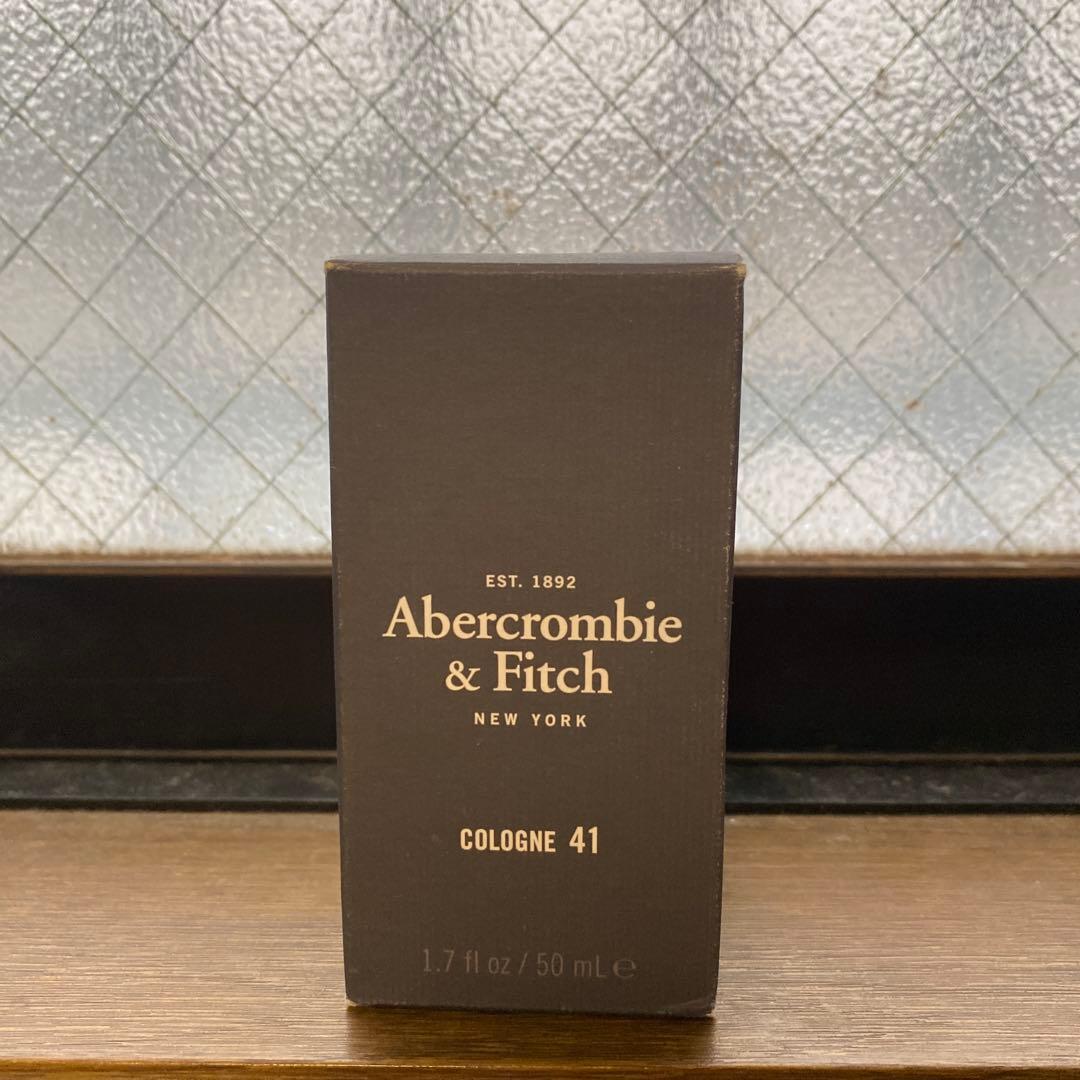 EST. 1892
Abercrombie
& Fitch
NEW YORK
COLOGNE 41
1.7 fl oz / 50 mL ℮